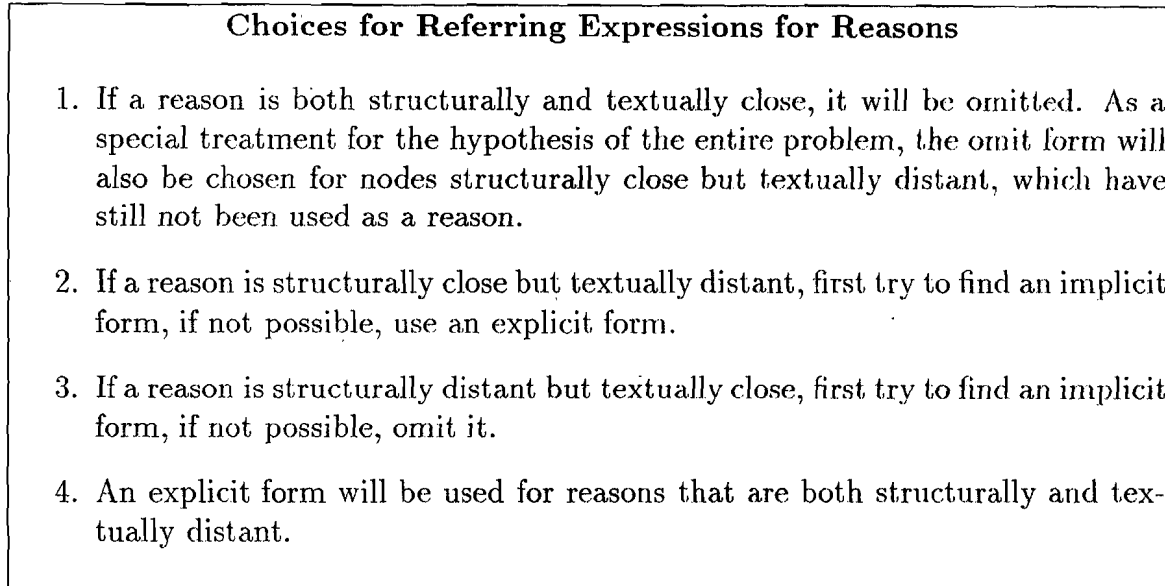 Choices for Referring Expressions for Reasons
1. If a reason is both structurally and textually close, it will be omitted. As a
special treatment for the hypothesis of the entire problem, the omit form will
also be chosen for nodes structurally close but textually distant, which have
still not been used as a reason.
2. If a reason is structurally close but textually distant, first try to find an implicit
form, if not possible, use an explicit form.
3. If a reason is structurally distant but textually close, first try to find an implicit
form, if not possible, omit it.
4. An explicit form will be used for reasons that are both structurally and tex-
tually distant.